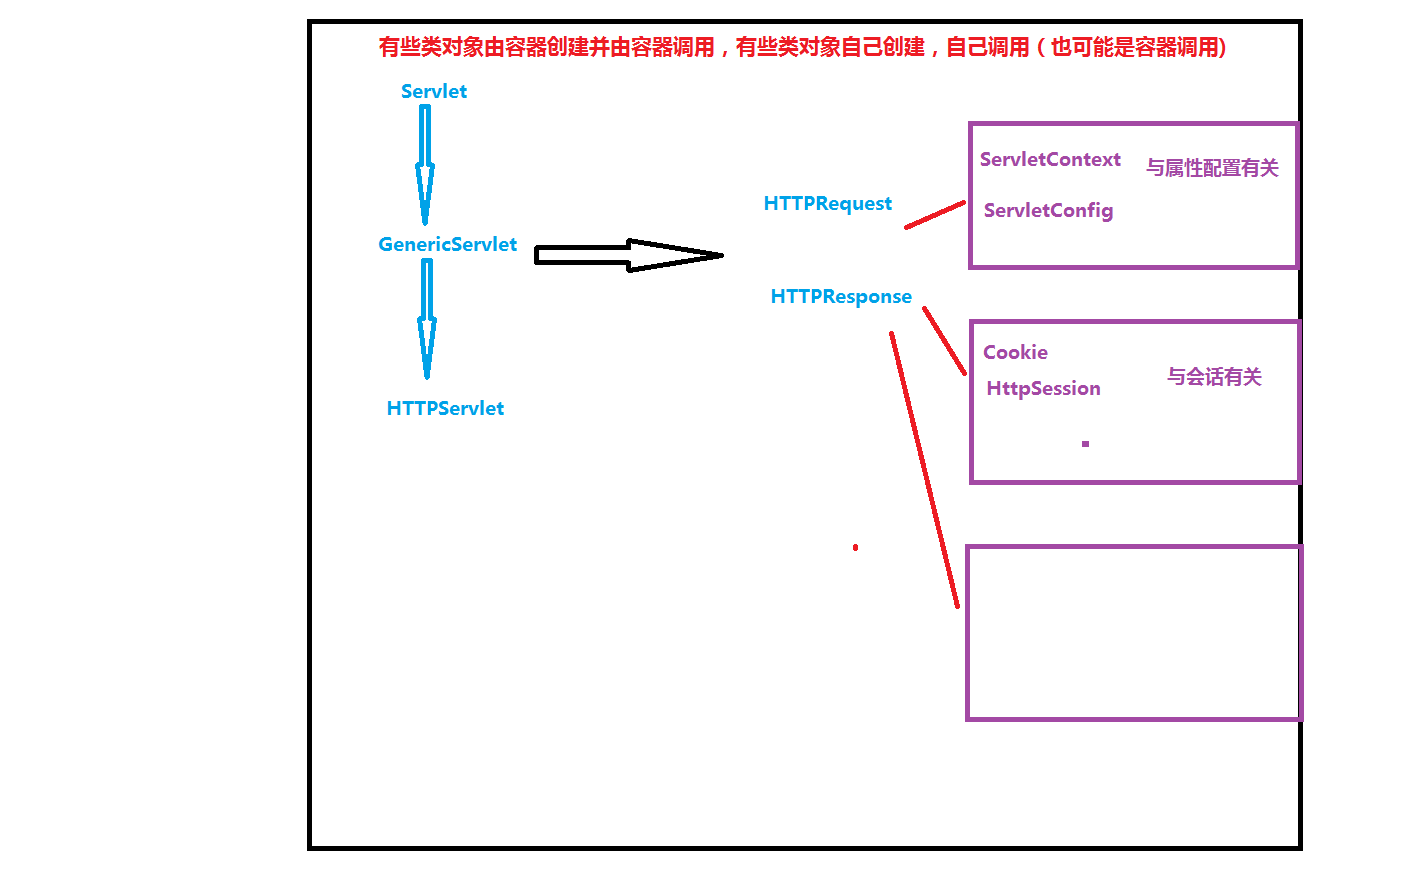 有些类对象由容器创建并由容器调用，有些类对象自己创建，自己调用（也可能是容器调用)
Servlet
GenericServlet
HTTPServlet
HTTPRequest
HTTPResponse
ServletContext 与属性配置有关
ServletConfig
Cookie
与会话有关
HttpSession